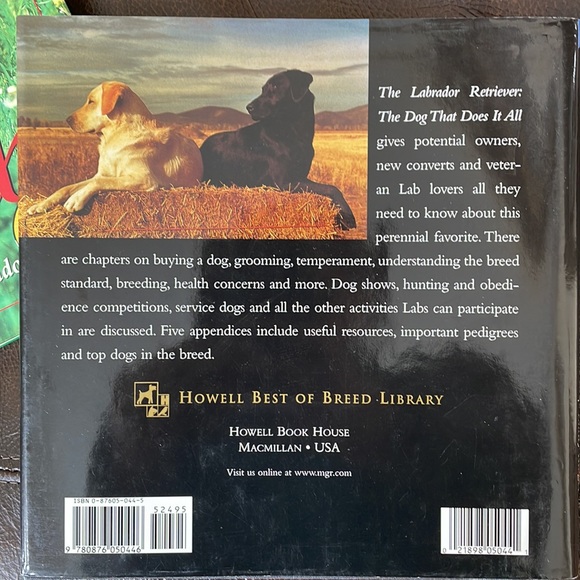 The Labrador Retriever:
The Dog That Does It All
gives potential owners,
new converts and veter-
an Lab lovers all they
need to know about this
perennial favorite. There
are chapters on buying a dog, grooming, temperament, understanding the breed
standard, breeding, health concerns and more. Dog shows, hunting and obedi-
ence competitions, service dogs and all the other activities Labs can participate
in are discussed. Five appendices include useful resources, important pedigrees
and top dogs in the breed.
HOWELL BEST OF BREED LIBRARY
HOWELL BOOK HOUSE
MACMILLAN • USA
Visit us online at www.mgr.com
ISBN 0-87605-044-5
52495
9 780876 050446
0 21898 05044 1